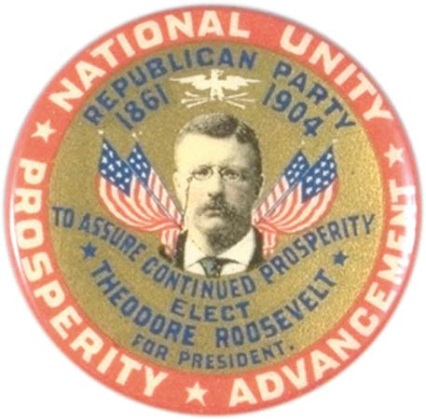 NATIONAL UNITY
PROSPERITY ★ ADVANCEMENT
REPUBLICAN PARTY
1861 1904
TO ASSURE CONTINUED PROSPERITY
ELECT
THEODORE ROOSEVELT
FOR PRESIDENT.